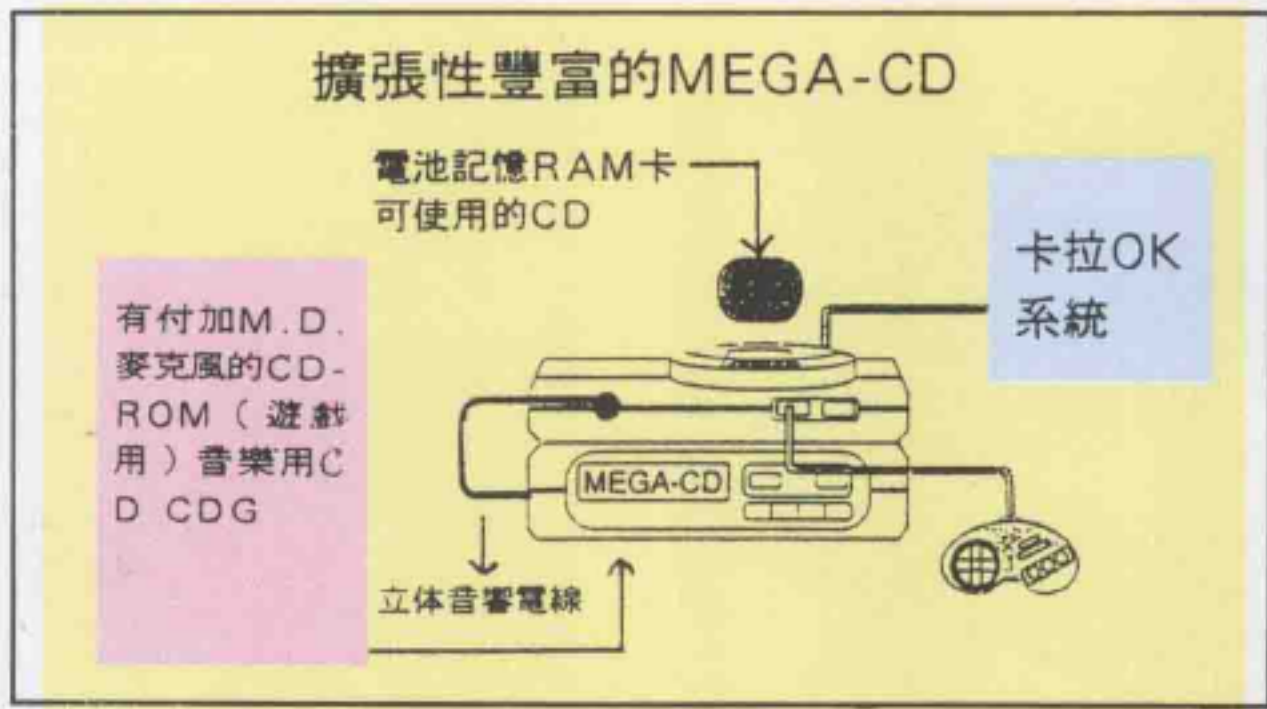 擴張性豐富的MEGA-CD
電池記憶RAM卡
可使用的CD
卡拉OK
系統
有付加M.D.
麥克風的CD-
ROM（遊戲
用）音樂用C
D CDG
MEGA-CD
立体音響電線